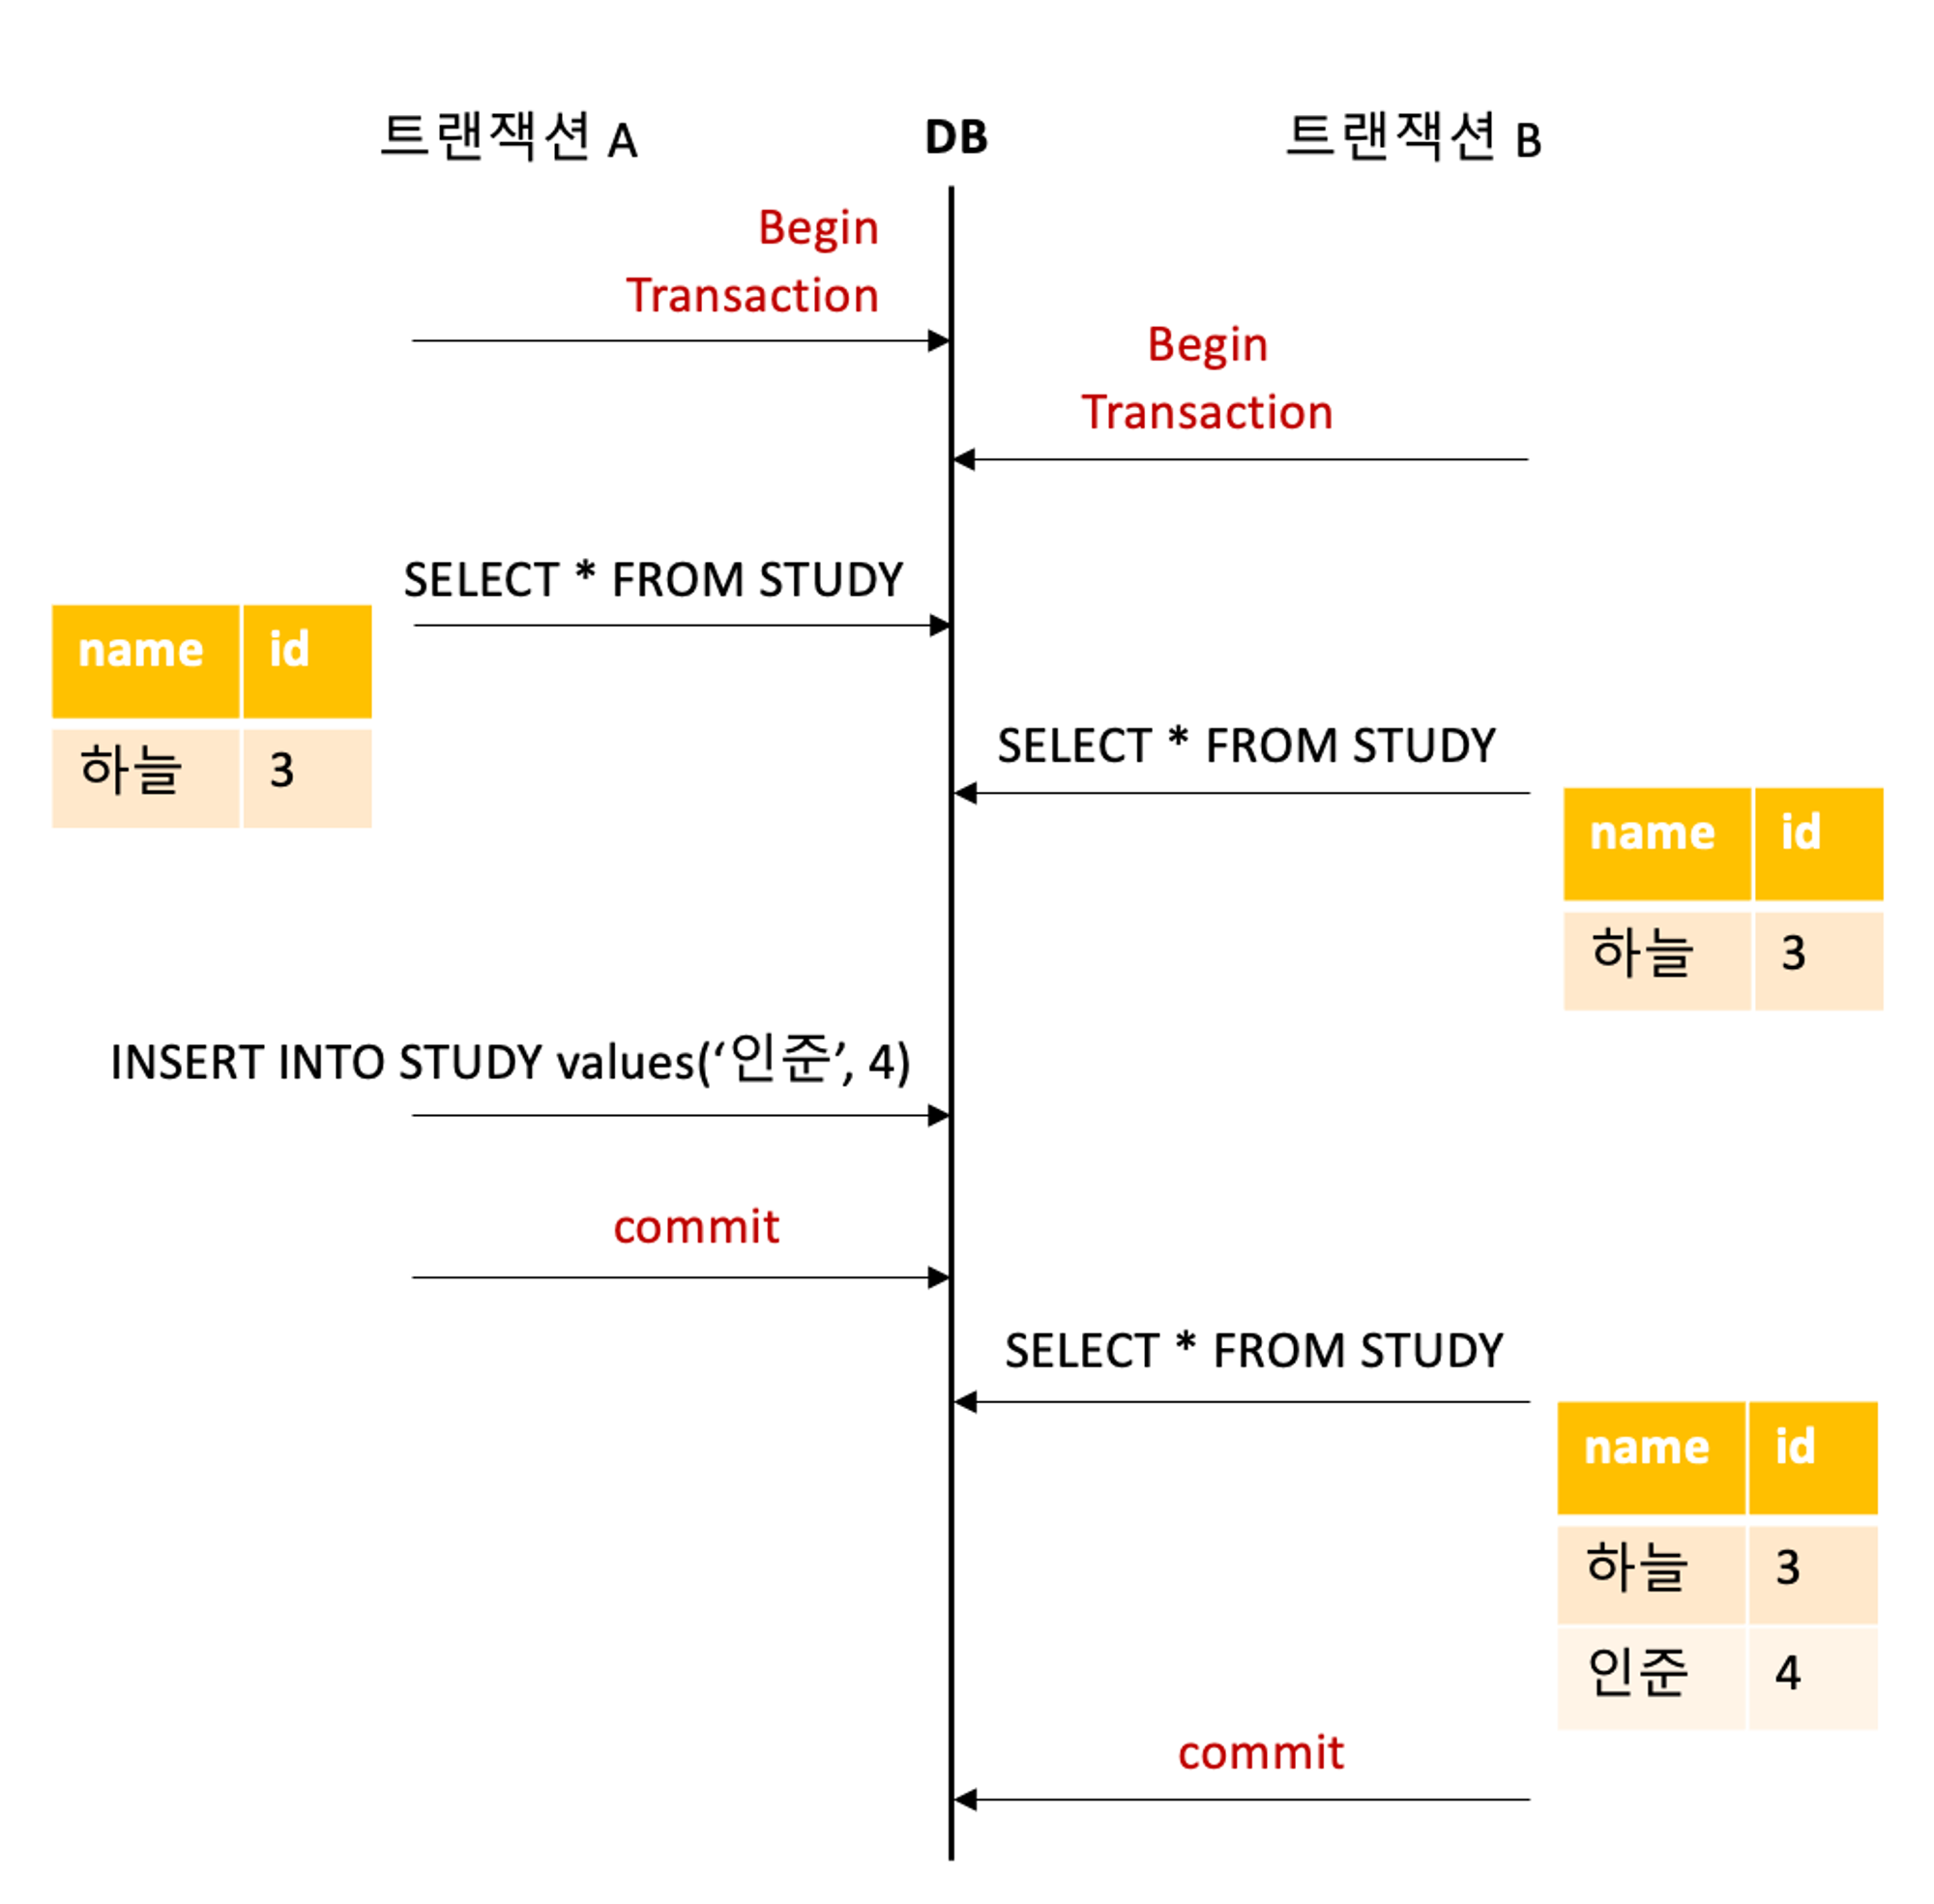 트랜잭션 A
DB
트랜잭션 B
Begin
Transaction
Begin
Transaction
SELECT * FROM STUDY
name id
하늘 3
SELECT * FROM STUDY
name id
하늘 3
INSERT INTO STUDY values(‘인준’, 4)
commit
SELECT * FROM STUDY
name id
하늘 3
인준 4
commit